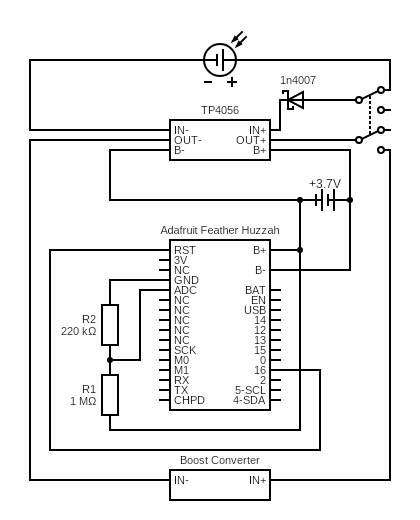 − +
1n4007
TP4056
IN- IN+
OUT- OUT+
B- B+
+3.7V
Adafruit Feather Huzzah
RST B+
3V
NC B-
GND
ADC BAT
NC EN
NC USB
R2 NC 14
220 kΩ NC 12
NC 13
SCK 15
M0 0
M1 16
R1 RX 2
1 MΩ TX 5-SCL
CHPD 4-SDA
Boost Converter
IN- IN+